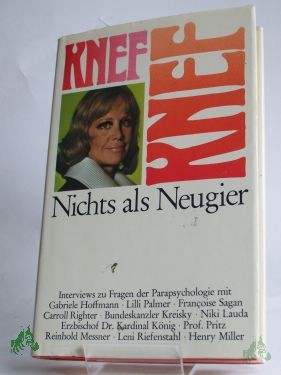 KNEF
KNEF
Nichts als Neugier
Interviews zu Fragen der Parapsychologie mit
Gabriele Hoffmann · Lilli Palmer · Françoise Sagan
Carroll Righter · Bundeskanzler Kreisky · Niki Lauda
Erzbischof Dr. Kardinal König · Prof. Pritz
Reinhold Messner · Leni Riefenstahl · Henry Miller